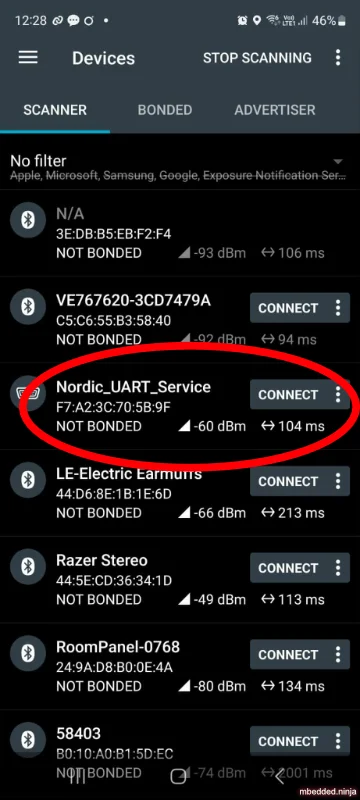 12:28 46%
Devices STOP SCANNING
SCANNER BONDED ADVERTISER
No filter
Apple, Microsoft, Samsung, Google, Exposure Notification Ser...
N/A
3E:DB:B5:EB:F2:F4
NOT BONDED -93 dBm 106 ms
VE767620-3CD7479A CONNECT
C5:C6:55:B3:58:40
NOT BONDED -92 dBm 94 ms
Nordic_UART_Service CONNECT
F7:A2:3C:70:5B:9F
NOT BONDED -60 dBm 104 ms
LE-Electric Earmuffs CONNECT
44:D6:8E:1B:1E:6D
NOT BONDED -66 dBm 213 ms
Razer Stereo CONNECT
44:5E:CD:36:34:1D
NOT BONDED -49 dBm 113 ms
RoomPanel-0768 CONNECT
24:9A:D8:B0:0E:4A
NOT BONDED -80 dBm 134 ms
58403 CONNECT
B0:10:A0:B1:5D:EC
NOT BONDED -74 dBm 2001 ms
mbedded.ninja